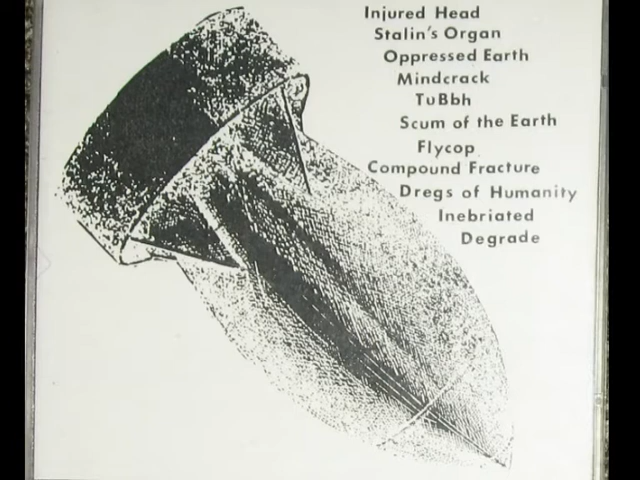 Injured Head
Stalin's Organ
Oppressed Earth
Mindcrack
TuBbh
Scum of the Earth
Flycop
Compound Fracture
Dregs of Humanity
Inebriated
Degrade